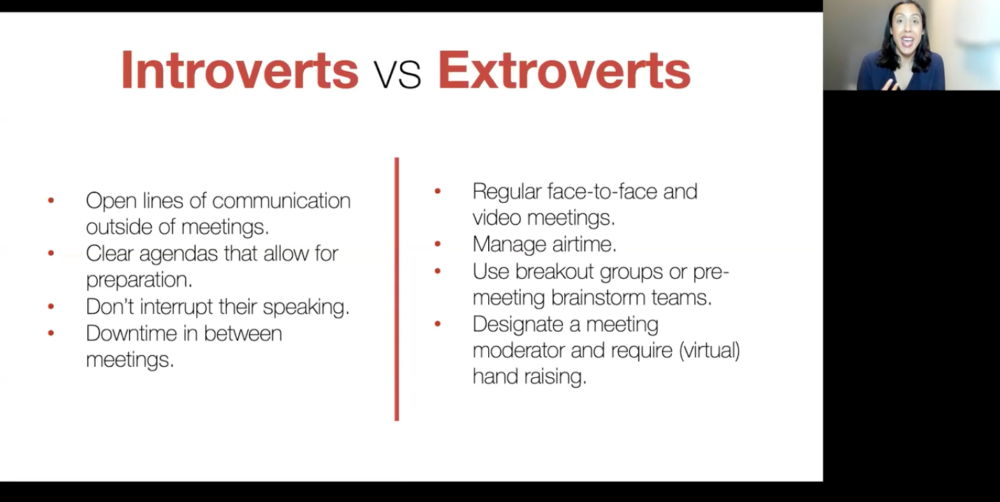 Introverts vs Extroverts
• Open lines of communication
outside of meetings.
• Clear agendas that allow for
preparation.
• Don’t interrupt their speaking.
• Downtime in between
meetings.
• Regular face-to-face and
video meetings.
• Manage airtime.
• Use breakout groups or pre-
meeting brainstorm teams.
• Designate a meeting
moderator and require (virtual)
hand raising.